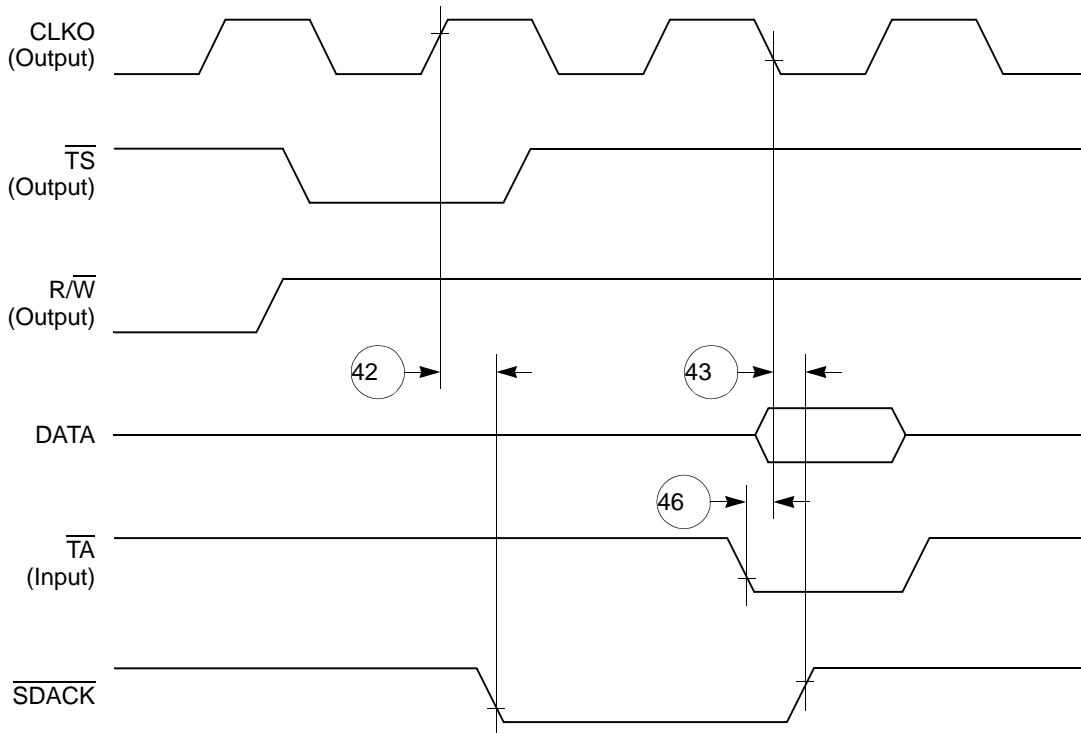 CLKO
(Output)
TS
(Output)
R/W
(Output)
42
43
DATA
46
TA
(Input)
SDACK